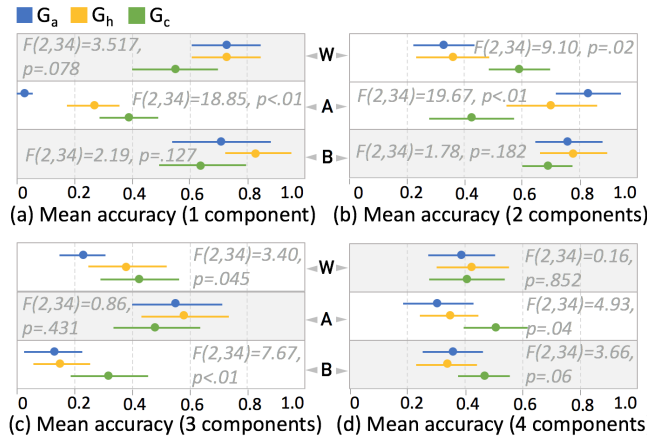 Ga Gh Gc
F(2,34)=3.517,
p=.078
F(2,34)=18.85, p<.01
F(2,34)=2.19, p=.127
0 0.2 0.4 0.6 0.8 1.0
(a) Mean accuracy (1 component)
W
A
B
F(2,34)=9.10, p=.02
F(2,34)=19.67, p<.01
F(2,34)=1.78, p=.182
0 0.2 0.4 0.6 0.8 1.0
(b) Mean accuracy (2 components)
F(2,34)=3.40,
p=.045
F(2,34)=0.86,
p=.431
F(2,34)=7.67,
p<.01
0 0.2 0.4 0.6 0.8 1.0
(c) Mean accuracy (3 components)
W
A
B
F(2,34)=0.16,
p=.852
F(2,34)=4.93,
p=.04
F(2,34)=3.66,
p=.06
0 0.2 0.4 0.6 0.8 1.0
(d) Mean accuracy (4 components